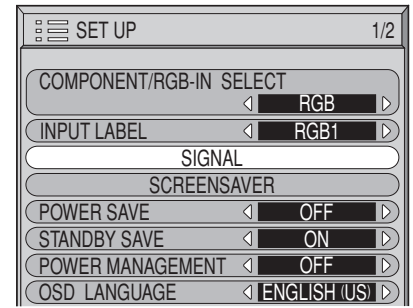 SET UP 1/2
COMPONENT/RGB-IN SELECT
RGB
INPUT LABEL RGB1
SIGNAL
SCREENSAVER
POWER SAVE OFF
STANDBY SAVE ON
POWER MANAGEMENT OFF
OSD LANGUAGE ENGLISH (US)